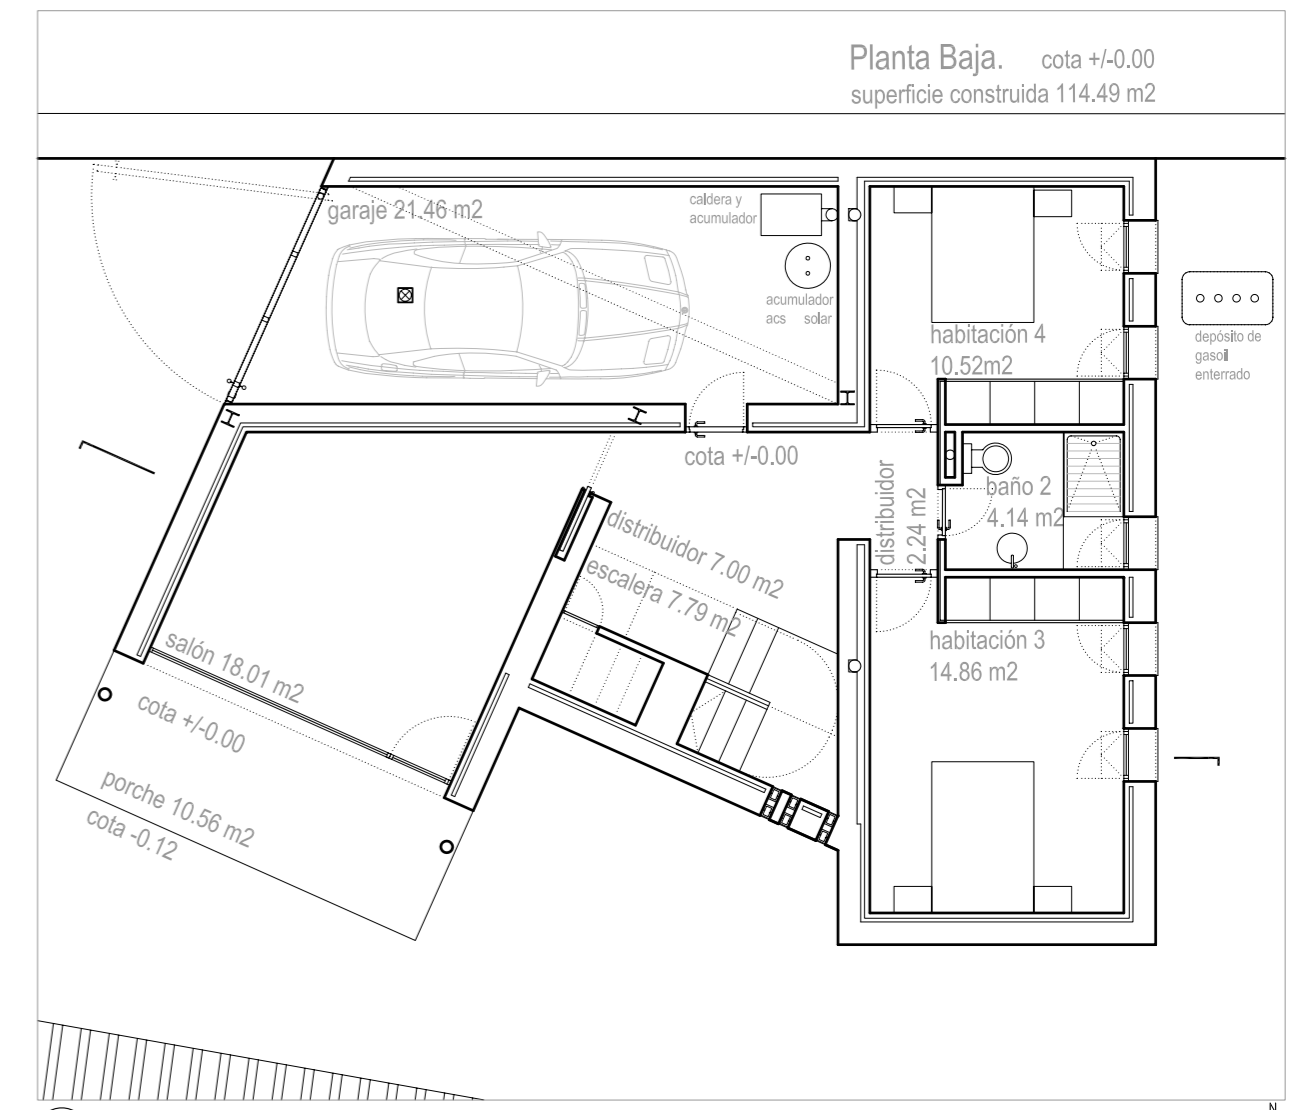 Planta Baja. cota +/-0.00
superficie construida 114.49 m2
garaje 21.46 m2
caldera y
acumulador
acumulador
acs solar
habitación 4
10.52m2
depósito de
gasoil
enterrado
cota +/-0.00
distribuidor
2.24 m2
baño 2
4.14 m2
distribuidor 7.00 m2
escalera 7.79 m2
habitación 3
14.86 m2
salón 18.01 m2
cota +/-0.00
porche 10.56 m2
cota -0.12
N